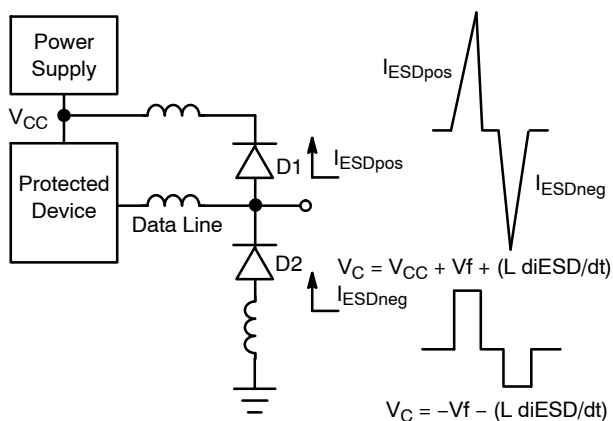 Power
Supply
V_CC
Protected
Device
Data Line
D1
I_ESDpos
D2
I_ESDneg
I_ESDpos
I_ESDneg
V_C = V_CC + Vf + (L diESD/dt)
V_C = −Vf − (L diESD/dt)